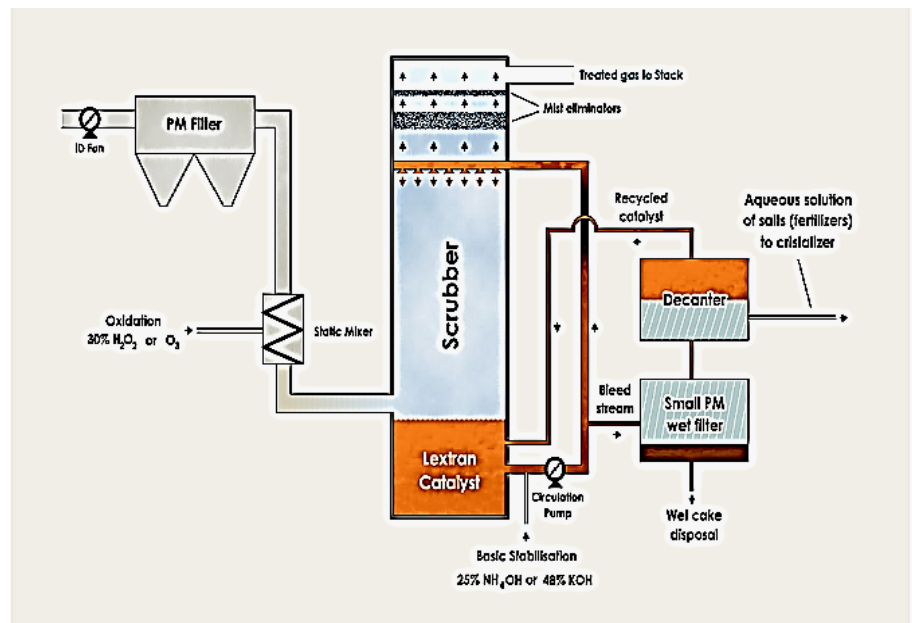 Treated gas to Stack
Mist eliminators
PM Filler
ID Fan
Recycled
catalyst
Aqueous solution
of salts (fertilizers)
to cristalizer
Scrubber
Decanter
Oxidation
30% H₂O₂ or O₃
Static Mixer
Bleed
stream
Small PM
wet filter
Lextran
Catalyst
Circulation
Pump
Wet cake
disposal
Basic Stabilisation
25% NH₄OH or 48% KOH